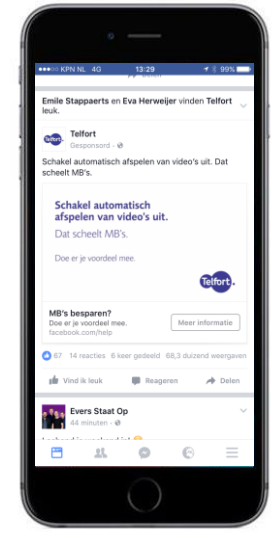 KPN NL 4G 13:29 99%
Delen
Emile Stappaerts en Eva Herweijer vinden Telfort
leuk.
Telfort
Gesponsord
Schakel automatisch afspelen van video's uit. Dat
scheelt MB's.
Schakel automatisch
afspelen van video's uit.
Dat scheelt MB's.
Doe er je voordeel mee.
Telfort
MB's besparen?
Doe er je voordeel mee.
facebook.com/help
Meer informatie
67 14 reacties 6 keer gedeeld 68,3 duizend weergaven
Vind ik leuk Reageren Delen
Evers Staat Op
44 minuten